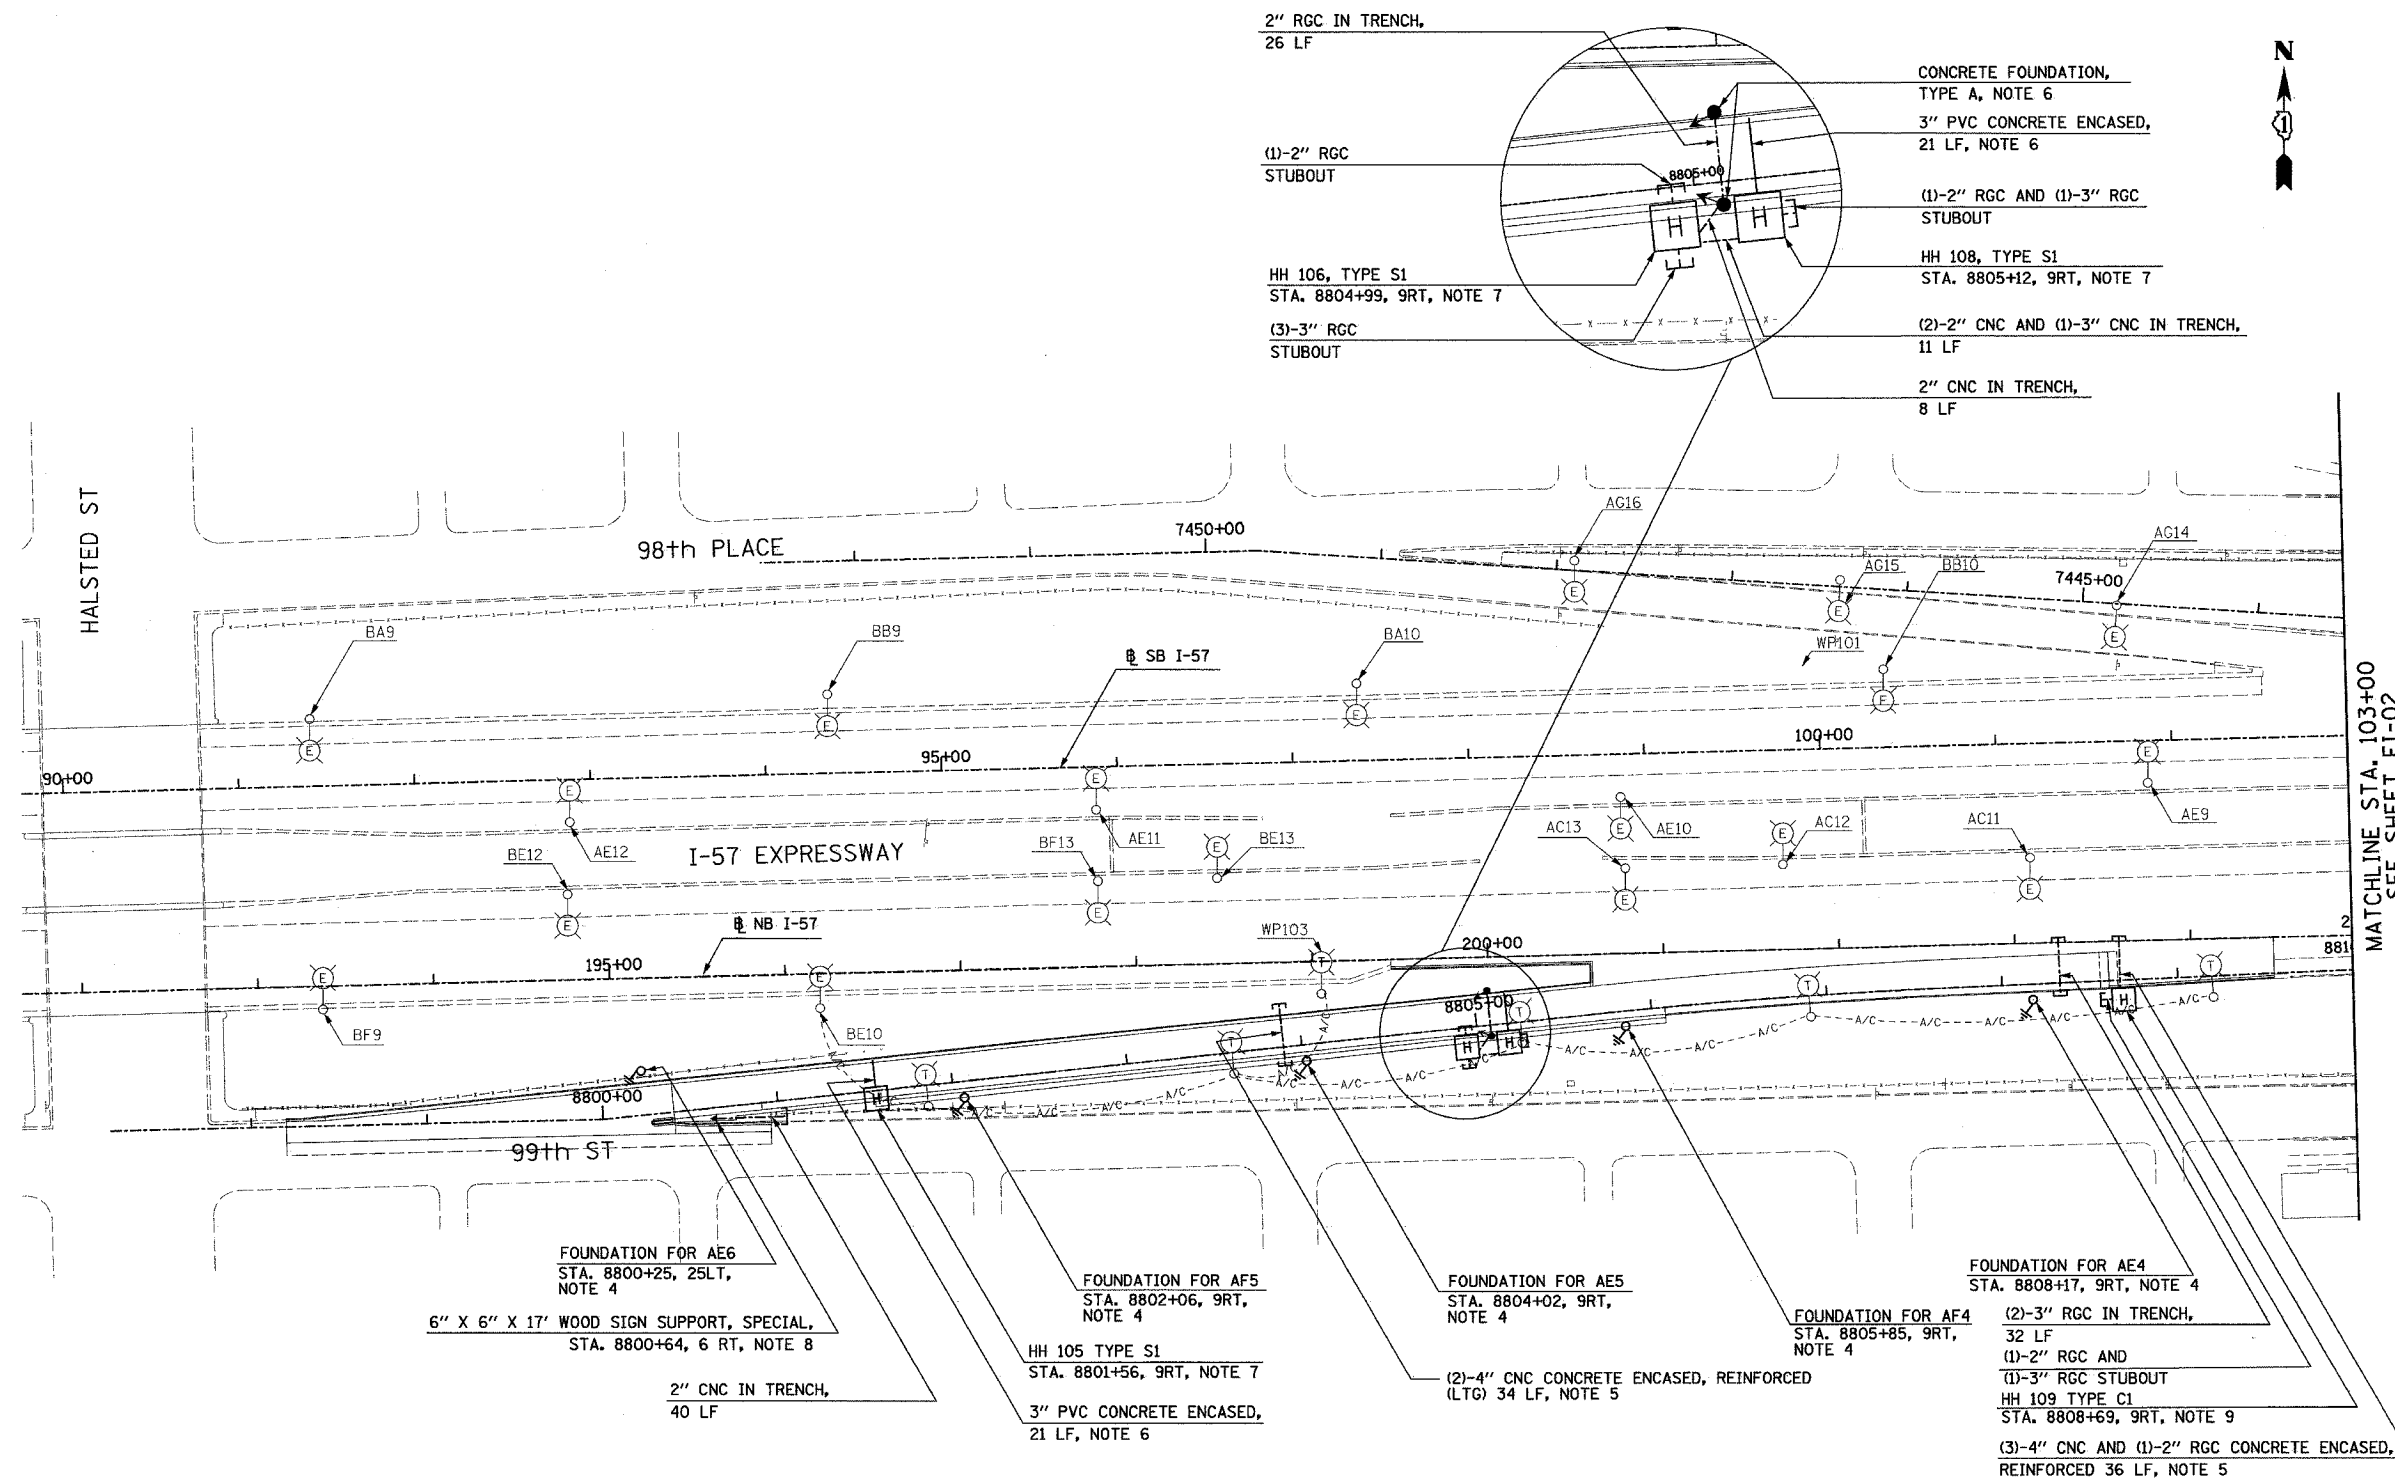 2" RGC IN TRENCH,
26 LF
(1)-2" RGC
STUBOUT
HH 106, TYPE S1
STA. 8804+99, 9RT, NOTE 7
(3)-3" RGC
STUBOUT
8805+00
H
H
CONCRETE FOUNDATION,
TYPE A, NOTE 6
3" PVC CONCRETE ENCASED,
21 LF, NOTE 6
(1)-2" RGC AND (1)-3" RGC
STUBOUT
HH 108, TYPE S1
STA. 8805+12, 9RT, NOTE 7
(2)-2" CNC AND (1)-3" CNC IN TRENCH,
11 LF
2" CNC IN TRENCH,
8 LF
N
1
HALSTED ST
98th PLACE
7450+00
AG16
AG15
BB10
7445+00
AG14
WP101
BA9
BB9
BA10
℄ SB I-57
90+00
95+00
100+00
MATCHLINE STA. 103+00
SEE SHEET EI-02
BE12
AE12
I-57 EXPRESSWAY
BF13
AE11
BE13
AC13
AE10
AC12
AC11
AE9
℄ NB I-57
WP103
195+00
200+00
2
881
BF9
BE10
8805+00
8800+00
99th ST
FOUNDATION FOR AE6
STA. 8800+25, 25LT,
NOTE 4
6" X 6" X 17' WOOD SIGN SUPPORT, SPECIAL,
STA. 8800+64, 6 RT, NOTE 8
2" CNC IN TRENCH,
40 LF
FOUNDATION FOR AF5
STA. 8802+06, 9RT,
NOTE 4
HH 105 TYPE S1
STA. 8801+56, 9RT, NOTE 7
3" PVC CONCRETE ENCASED,
21 LF, NOTE 6
FOUNDATION FOR AE5
STA. 8804+02, 9RT,
NOTE 4
(2)-4" CNC CONCRETE ENCASED, REINFORCED
(LTG) 34 LF, NOTE 5
FOUNDATION FOR AF4
STA. 8805+85, 9RT,
NOTE 4
FOUNDATION FOR AE4
STA. 8808+17, 9RT, NOTE 4
(2)-3" RGC IN TRENCH,
32 LF
(1)-2" RGC AND
(1)-3" RGC STUBOUT
HH 109 TYPE C1
STA. 8808+69, 9RT, NOTE 9
(3)-4" CNC AND (1)-2" RGC CONCRETE ENCASED,
REINFORCED 36 LF, NOTE 5